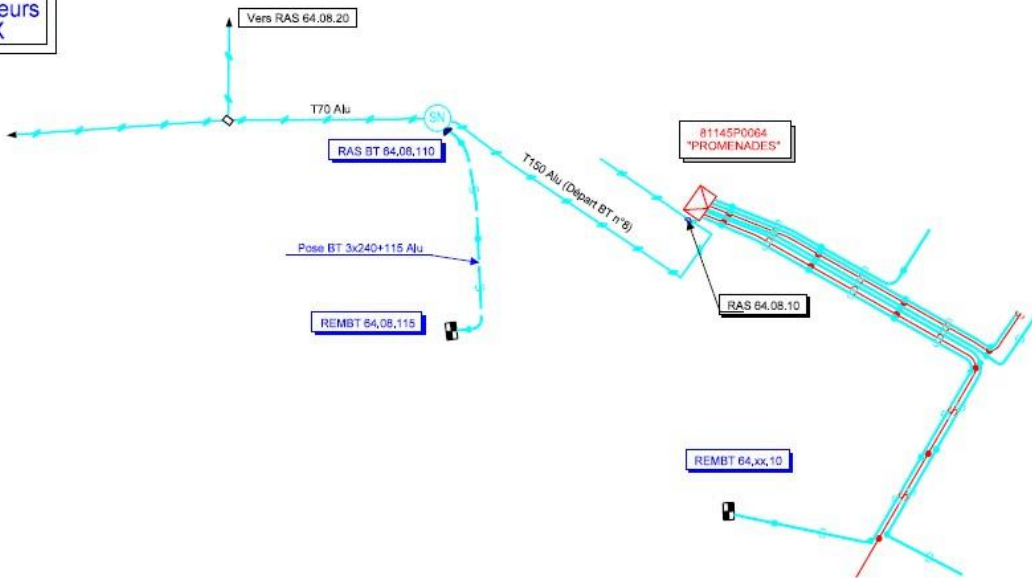 eurs
X
Vers RAS 64.08.20
T70 Alu
SN
RAS BT 64,08,110
T150 Alu (Départ BT n°8)
81145P0064
"PROMENADES"
Pose BT 3x240+115 Alu
RAS 64.08.10
REMBT 64,08,115
REMBT 64,xx,10